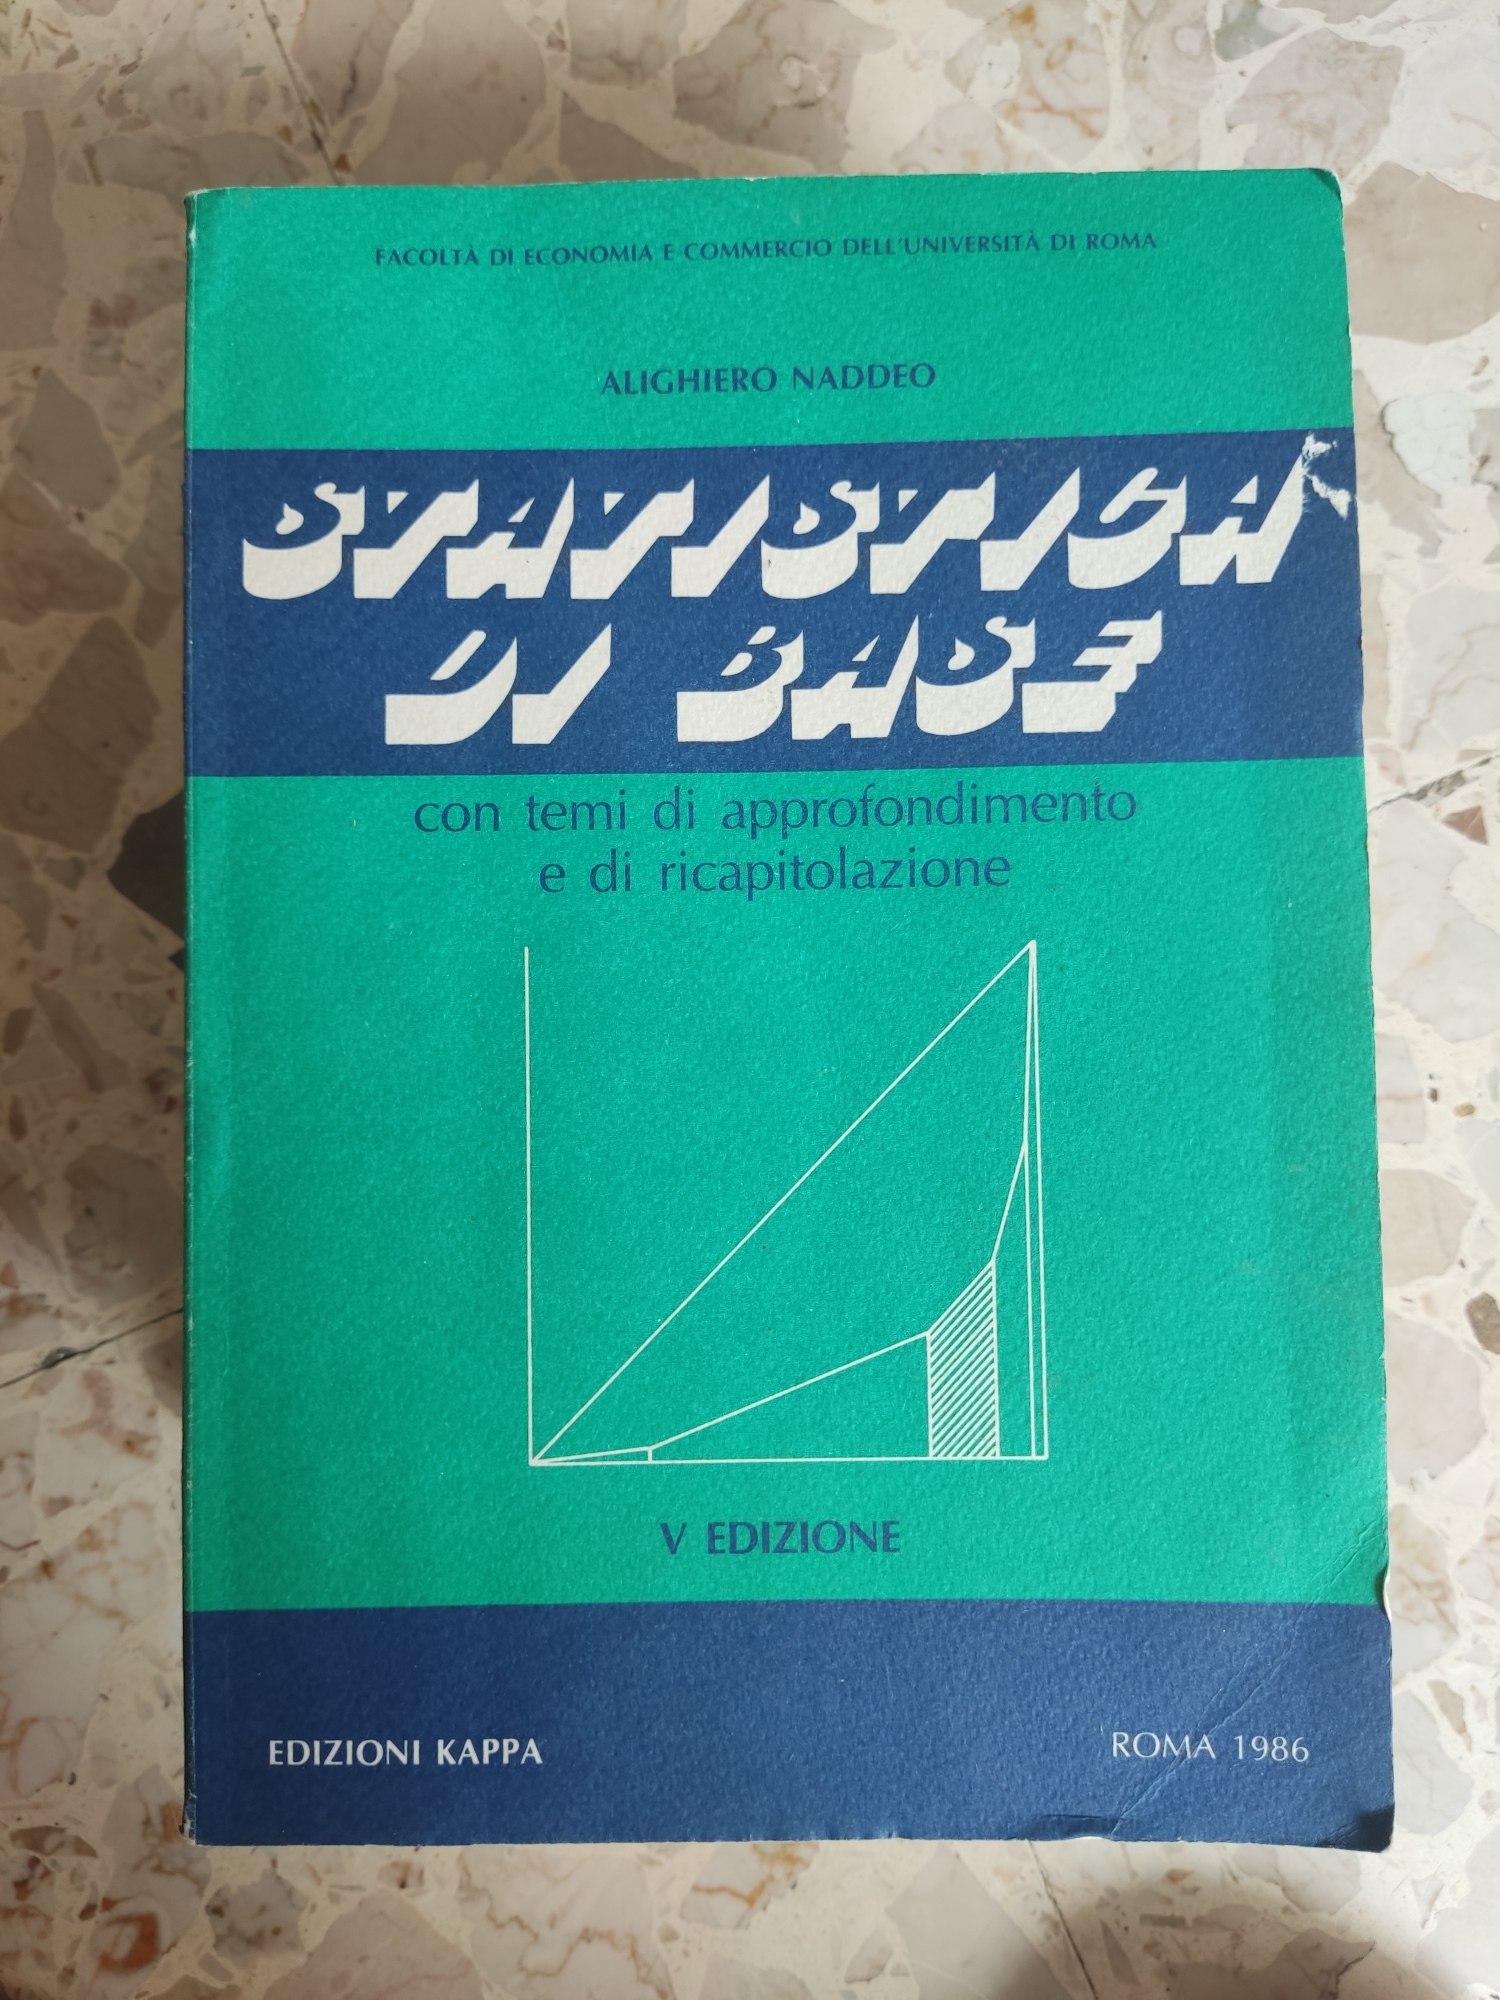 FACOLTÀ DI ECONOMIA E COMMERCIO DELL'UNIVERSITÀ DI ROMA
ALIGHIERO NADDEO
STATISTICA
DI BASE
con temi di approfondimento
e di ricapitolazione
V EDIZIONE
EDIZIONI KAPPA
ROMA 1986